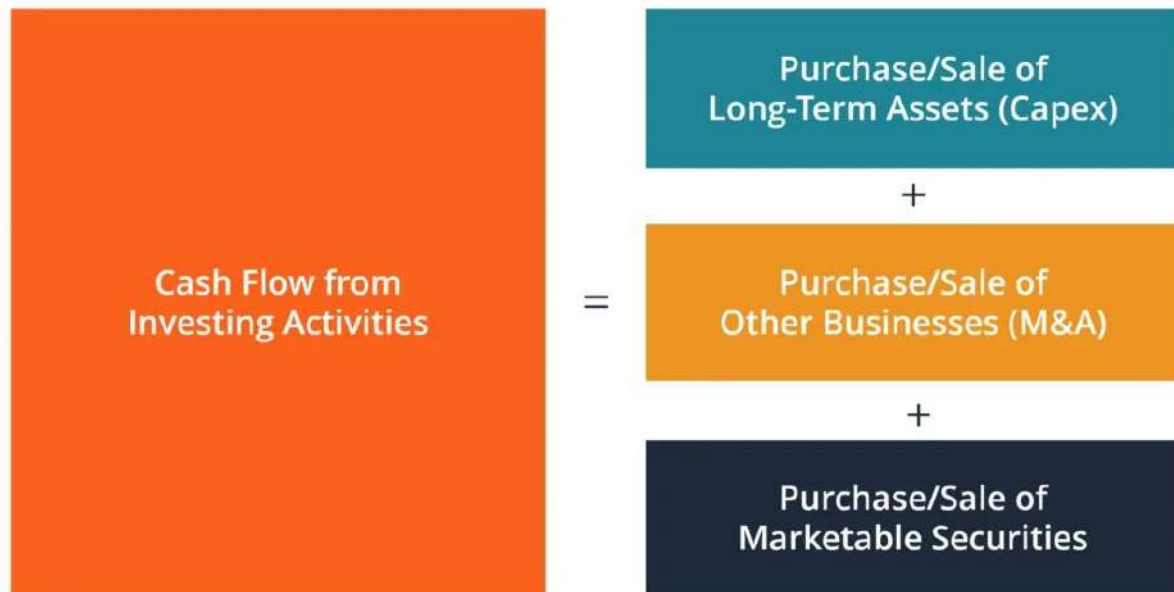 Cash Flow from
Investing Activities
=
Purchase/Sale of
Long-Term Assets (Capex)
+
Purchase/Sale of
Other Businesses (M&A)
+
Purchase/Sale of
Marketable Securities